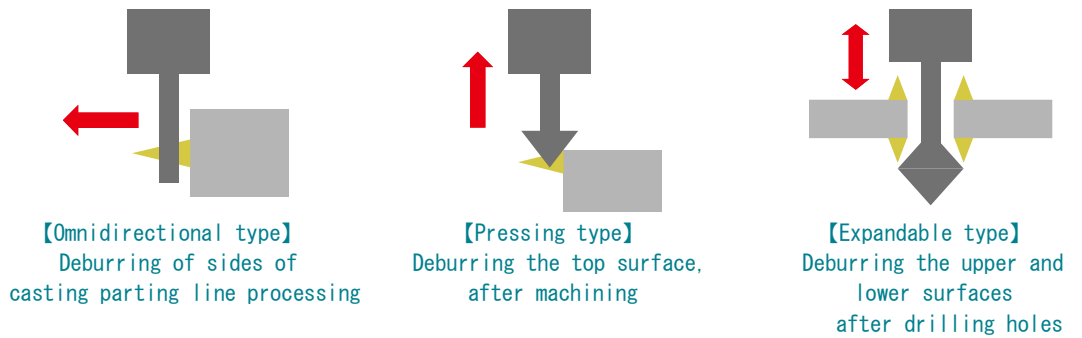 【Omnidirectional type】
Deburring of sides of
casting parting line processing
【Pressing type】
Deburring the top surface,
after machining
【Expandable type】
Deburring the upper and
lower surfaces
after drilling holes